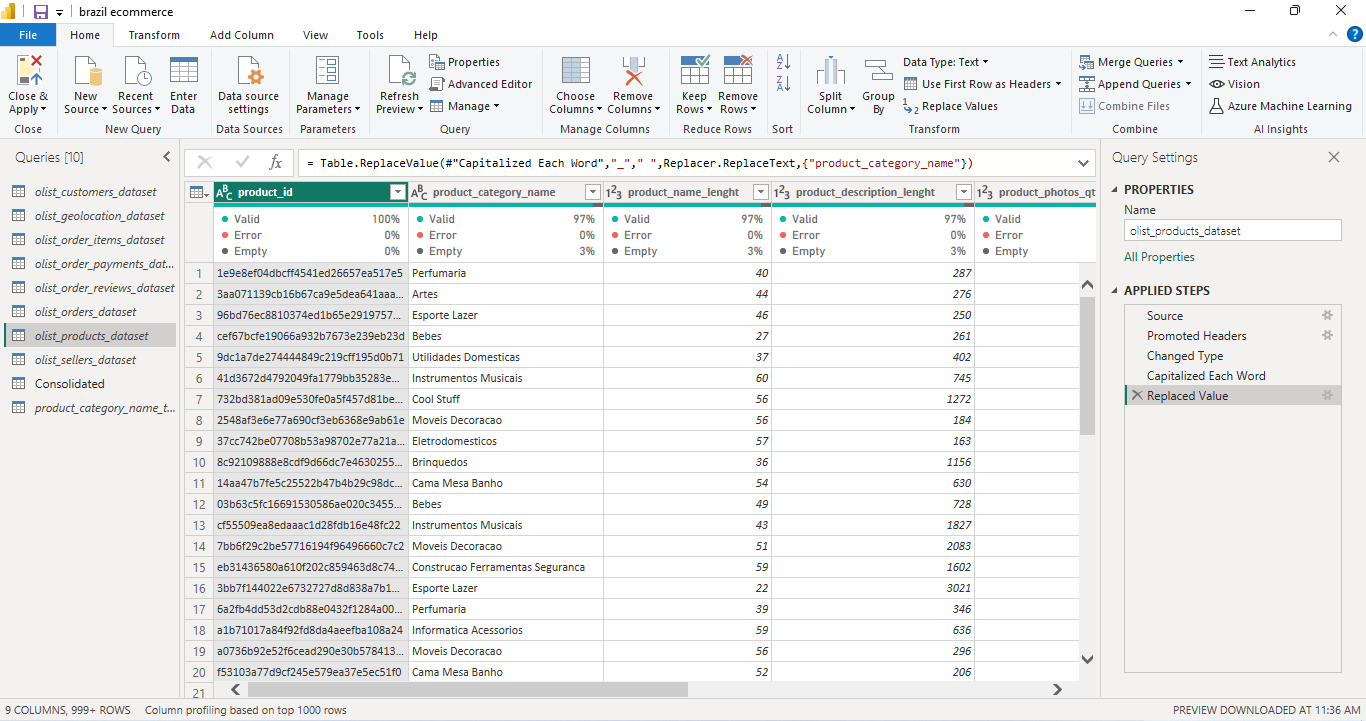 brazil ecommerce
File Home Transform Add Column View Tools Help
Close & Apply
New Source
Recent Sources
Enter Data
Data source settings
Manage Parameters
Refresh Preview
Properties
Advanced Editor
Manage
Choose Columns
Remove Columns
Keep Rows
Remove Rows
Split Column
Group By
Data Type: Text
Use First Row as Headers
Replace Values
Merge Queries
Append Queries
Combine Files
Text Analytics
Vision
Azure Machine Learning
Close New Query Data Sources Parameters Query Manage Columns Reduce Rows Sort Transform Combine AI Insights
Queries [10]
olist_customers_dataset
olist_geolocation_dataset
olist_order_items_dataset
olist_order_payments_dat...
olist_order_reviews_dataset
olist_orders_dataset
olist_products_dataset
olist_sellers_dataset
Consolidated
product_category_name_t...
fx = Table.ReplaceValue(#"Capitalized Each Word","_"," ",Replacer.ReplaceText,{"product_category_name"})
product_id product_category_name product_name_lenght product_description_lenght product_photos_qt
Valid 100% Valid 97% Valid 97% Valid 97% Valid
Error 0% Error 0% Error 0% Error 0% Error
Empty 0% Empty 3% Empty 3% Empty 3% Empty
1 1e9e8ef04dbcff4541ed26657ea517e5 Perfumaria 40 287
2 3aa071139cb16b67ca9e5dea641aaa... Artes 44 276
3 96bd76ec8810374ed1b65e2919757... Esporte Lazer 46 250
4 cef67bcfe19066a932b7673e239eb23d Bebes 27 261
5 9dc1a7de274444849c219cff195d0b71 Utilidades Domesticas 37 402
6 41d3672d4792049fa1779bb35283e... Instrumentos Musicais 60 745
7 732bd381ad09e530fe0a5f457d81be... Cool Stuff 56 1272
8 2548af3e6e77a690cf3eb6368e9ab61e Moveis Decoracao 56 184
9 37cc742be07708b53a98702e77a21a... Eletrodomesticos 57 163
10 8c92109888e8cdf9d66dc7e4630255... Brinquedos 36 1156
11 14aa47b7fe5c25522b47b4b29c98dc... Cama Mesa Banho 54 630
12 03b63c5fc16691530586ae020c3455... Bebes 49 728
13 cf55509ea8edaaac1d28fdb16e48fc22 Instrumentos Musicais 43 1827
14 7bb6f29c2be57716194f96496660c7c2 Moveis Decoracao 51 2083
15 eb31436580a610f202c859463d8c74... Construcao Ferramentas Seguranca 59 1602
16 3bb7f144022e6732727d8d838a7b1... Esporte Lazer 22 3021
17 6a2fb4dd53d2cdb88e0432f1284a00... Perfumaria 39 346
18 a1b71017a84f92fd8da4aeefba108a24 Informatica Acessorios 59 636
19 a0736b92e52f6cead290e30b578413... Moveis Decoracao 56 296
20 f53103a77d9cf245e579ea37e5ec51f0 Cama Mesa Banho 52 206
21
Query Settings
PROPERTIES
Name
olist_products_dataset
All Properties
APPLIED STEPS
Source
Promoted Headers
Changed Type
Capitalized Each Word
Replaced Value
9 COLUMNS, 999+ ROWS Column profiling based on top 1000 rows PREVIEW DOWNLOADED AT 11:36 AM